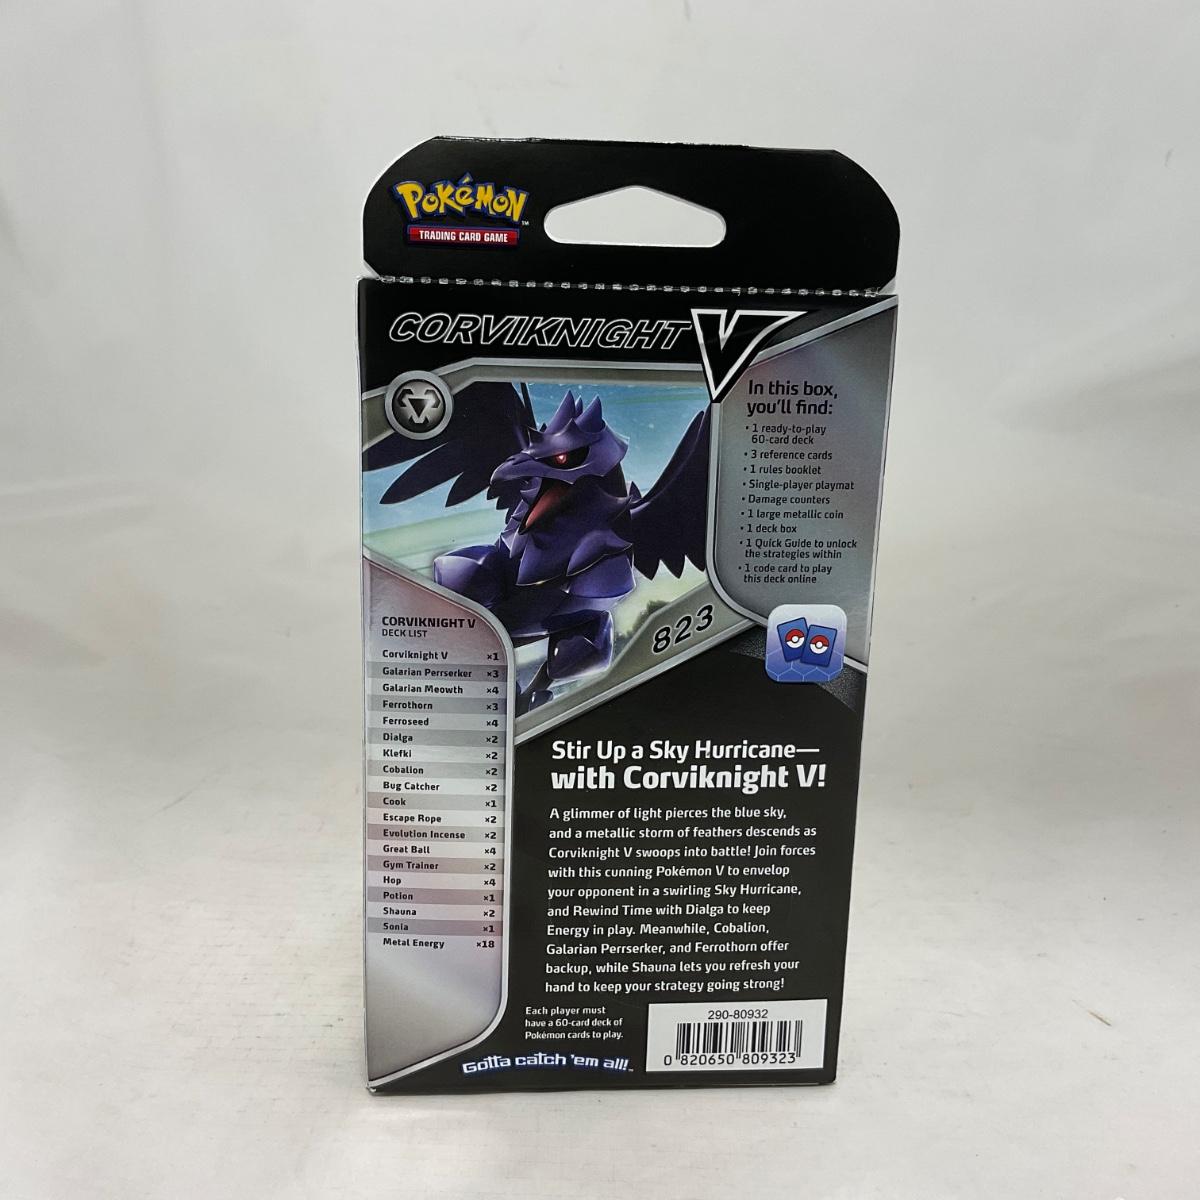 POKÉMON™
TRADING CARD GAME
CORVIKNIGHT V
In this box,
you'll find:
• 1 ready-to-play
60-card deck
• 3 reference cards
• 1 rules booklet
• Single-player playmat
• Damage counters
• 1 large metallic coin
• 1 deck box
• 1 Quick Guide to unlock
the strategies within
• 1 code card to play
this deck online
823
CORVIKNIGHT V
DECK LIST
Corviknight V ×1
Galarian Perrserker ×3
Galarian Meowth ×4
Ferrothorn ×3
Ferroseed ×4
Dialga ×2
Klefki ×2
Cobalion ×2
Bug Catcher ×2
Cook ×1
Escape Rope ×2
Evolution Incense ×2
Great Ball ×4
Gym Trainer ×2
Hop ×4
Potion ×1
Shauna ×2
Sonia ×1
Metal Energy ×18
Stir Up a Sky Hurricane—
with Corviknight V!
A glimmer of light pierces the blue sky,
and a metallic storm of feathers descends as
Corviknight V swoops into battle! Join forces
with this cunning Pokémon V to envelop
your opponent in a swirling Sky Hurricane,
and Rewind Time with Dialga to keep
Energy in play. Meanwhile, Cobalion,
Galarian Perrserker, and Ferrothorn offer
backup, while Shauna lets you refresh your
hand to keep your strategy going strong!
Each player must
have a 60-card deck of
Pokémon cards to play.
Gotta catch 'em all!™
290-80932
0 820650 809323